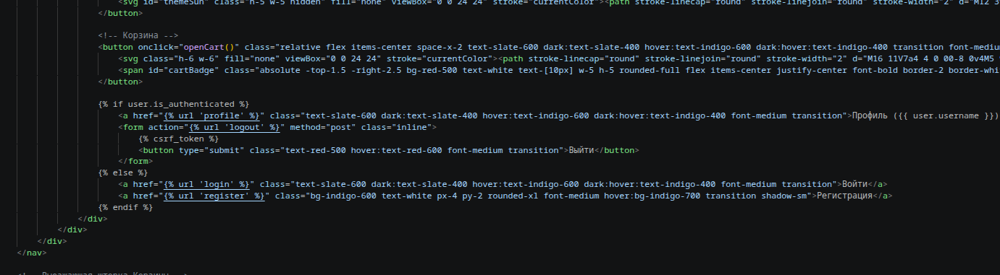 <svg id="themeSun" class="h-5 w-5 hidden" fill="none" viewBox="0 0 24 24" stroke="currentColor"><path stroke-linecap="round" stroke-linejoin="round" stroke-width="2" d="M12 3
</button>
<!-- Корзина -->
<button onclick="openCart()" class="relative flex items-center space-x-2 text-slate-600 dark:text-slate-400 hover:text-indigo-600 dark:hover:text-indigo-400 transition font-medium
<svg class="h-6 w-6" fill="none" viewBox="0 0 24 24" stroke="currentColor"><path stroke-linecap="round" stroke-linejoin="round" stroke-width="2" d="M16 11V7a4 4 0 00-8 0v4M5
<span id="cartBadge" class="absolute -top-1.5 -right-2.5 bg-red-500 text-white text-[10px] w-5 h-5 rounded-full flex items-center justify-center font-bold border-2 border-whi
</button>
{% if user.is_authenticated %}
<a href="{% url 'profile' %}" class="text-slate-600 dark:text-slate-400 hover:text-indigo-600 dark:hover:text-indigo-400 font-medium transition">Профиль ({{ user.username }})
<form action="{% url 'logout' %}" method="post" class="inline">
{% csrf_token %}
<button type="submit" class="text-red-500 hover:text-red-600 font-medium transition">Выйти</button>
</form>
{% else %}
<a href="{% url 'login' %}" class="text-slate-600 dark:text-slate-400 hover:text-indigo-600 dark:hover:text-indigo-400 font-medium transition">Войти</a>
<a href="{% url 'register' %}" class="bg-indigo-600 text-white px-4 py-2 rounded-xl font-medium hover:bg-indigo-700 transition shadow-sm">Регистрация</a>
{% endif %}
</div>
</div>
</div>
</nav>